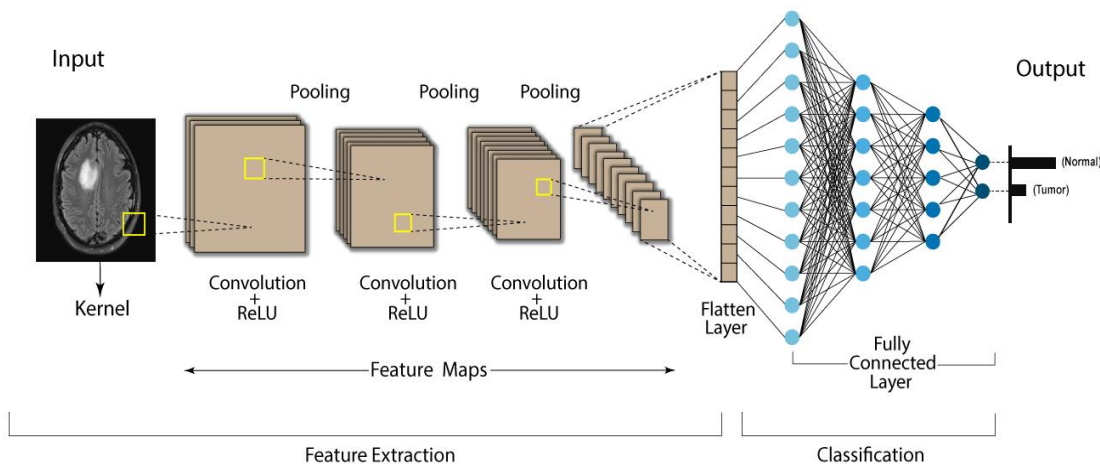 Input
Pooling
Pooling
Pooling
Output
(Normal)
(Tumor)
Kernel
Convolution
+
ReLU
Convolution
+
ReLU
Convolution
+
ReLU
Flatten
Layer
Fully
Connected
Layer
Feature Maps
Feature Extraction
Classification